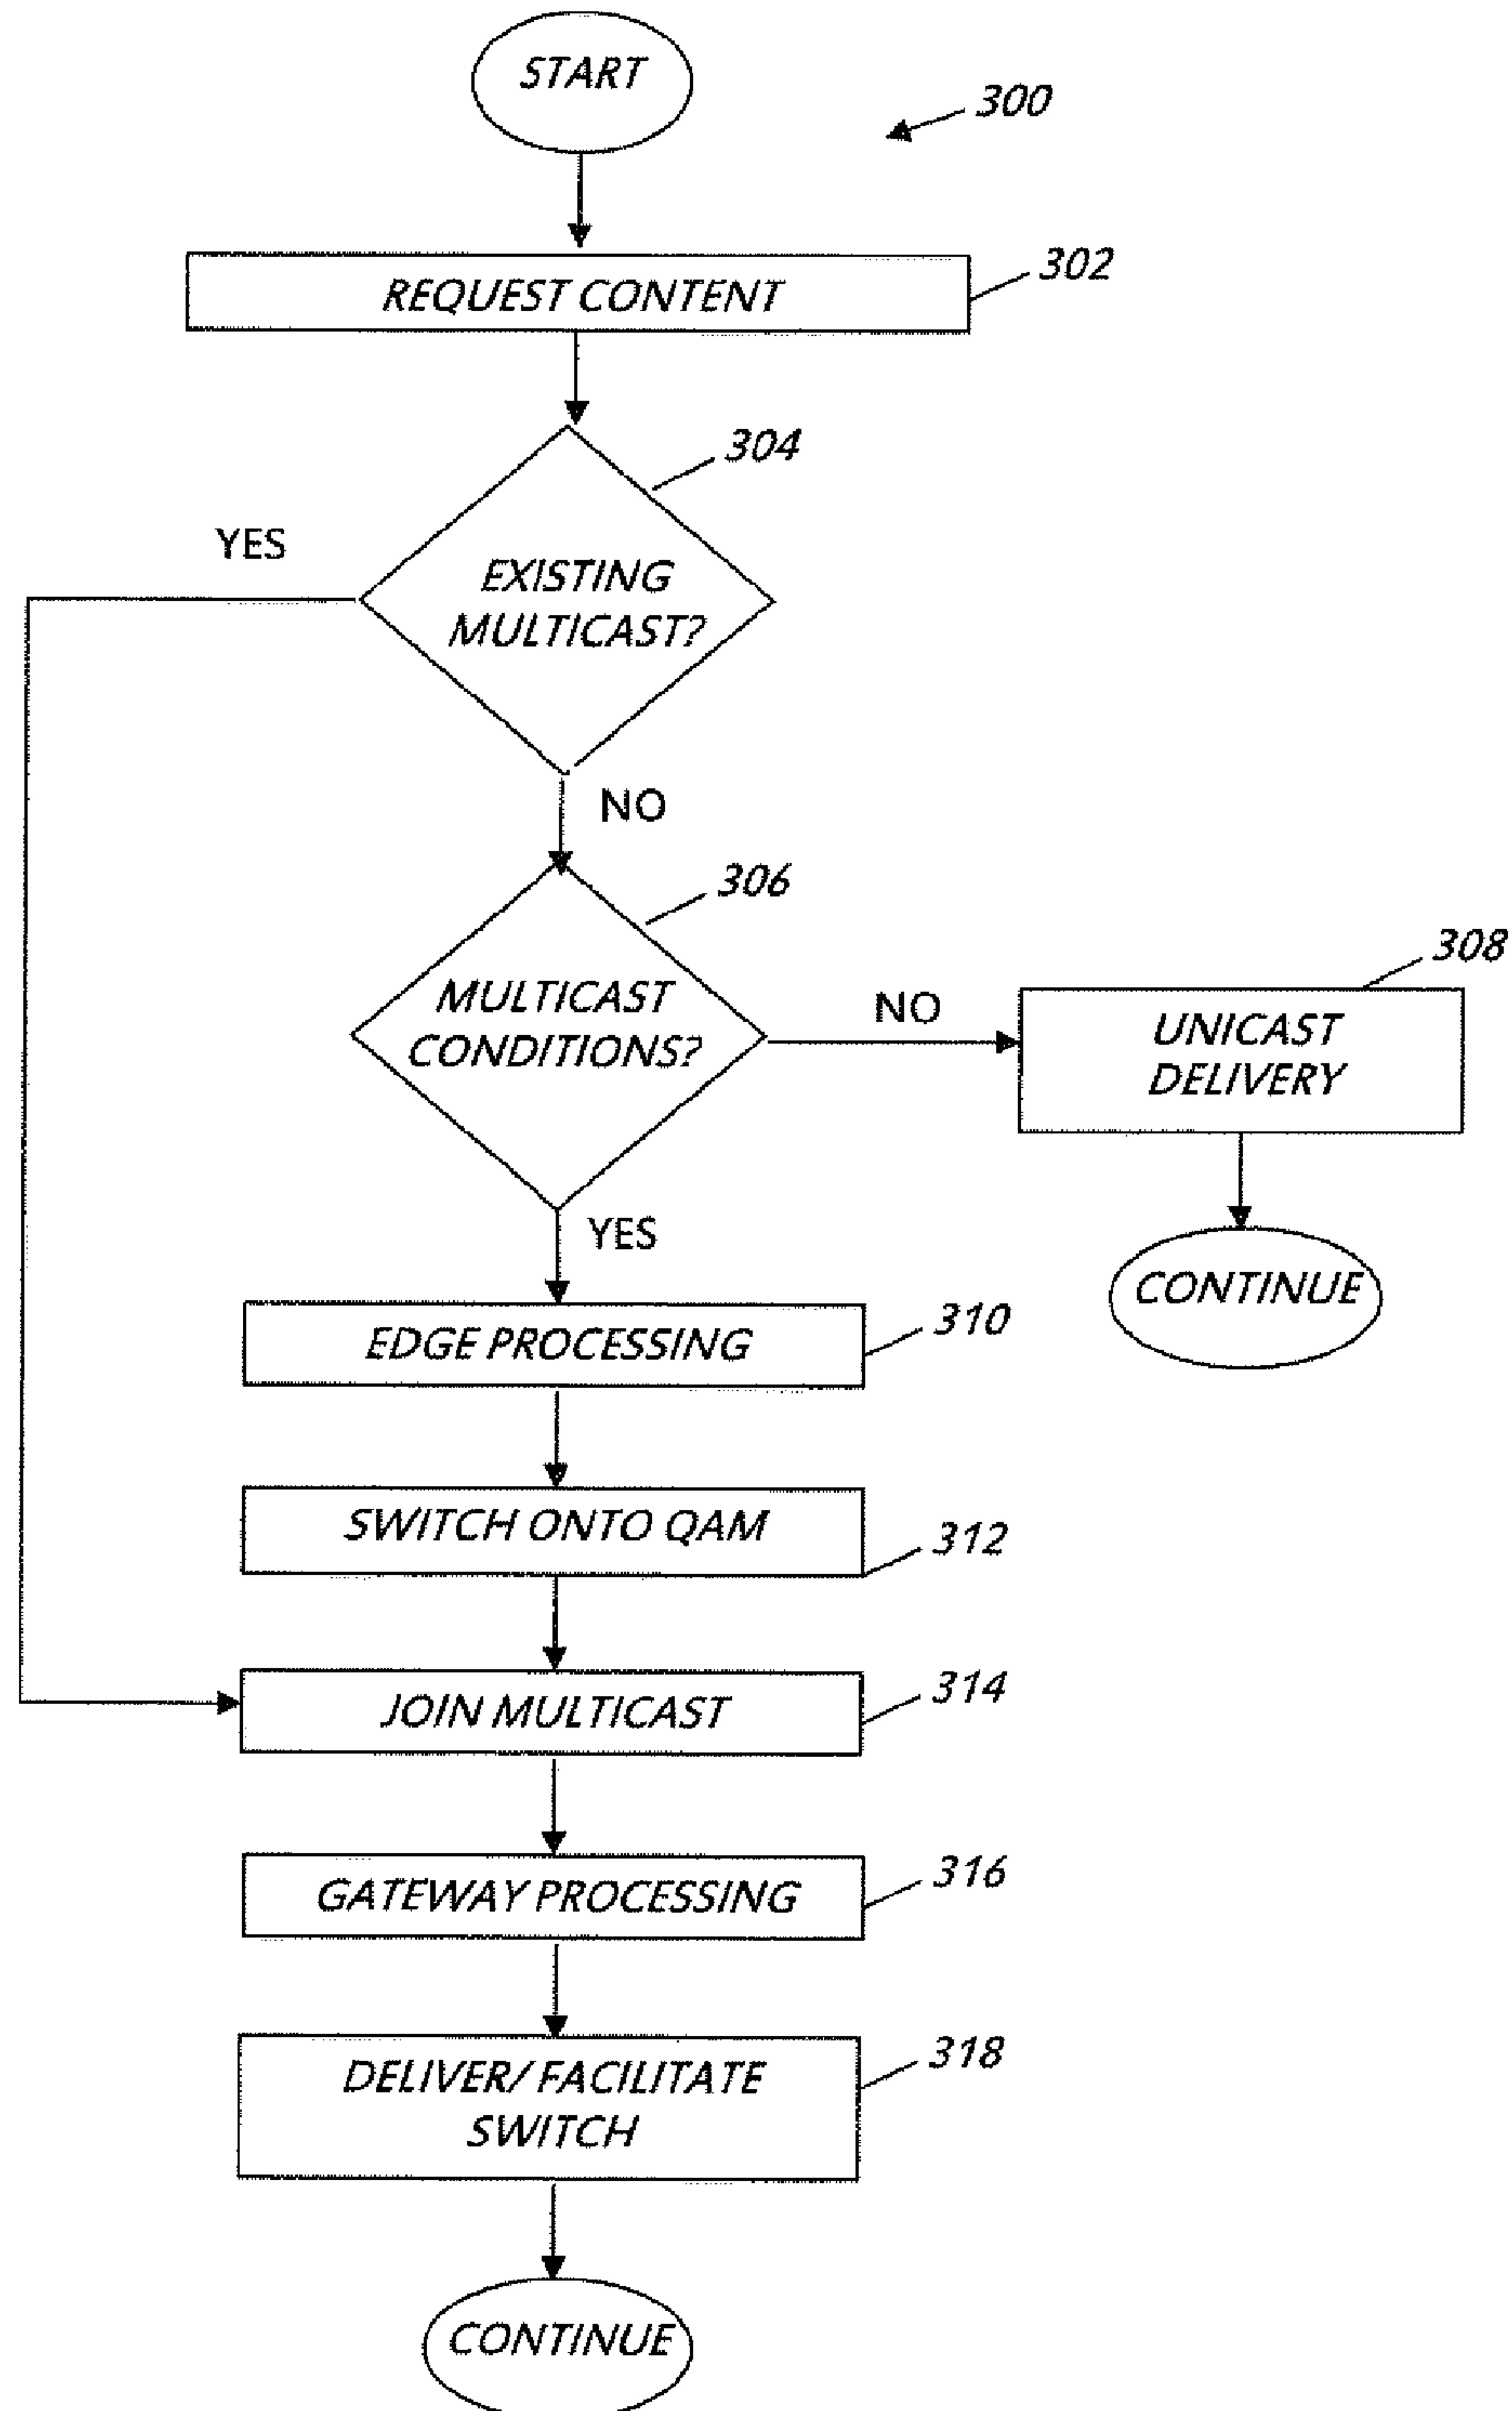 START
300
REQUEST CONTENT
302
304
YES
EXISTING
MULTICAST?
NO
306
308
MULTICAST
CONDITIONS?
NO
UNICAST
DELIVERY
YES
CONTINUE
EDGE PROCESSING
310
SWITCH ONTO QAM
312
JOIN MULTICAST
314
GATEWAY PROCESSING
316
DELIVER/FACILITATE
SWITCH
318
CONTINUE